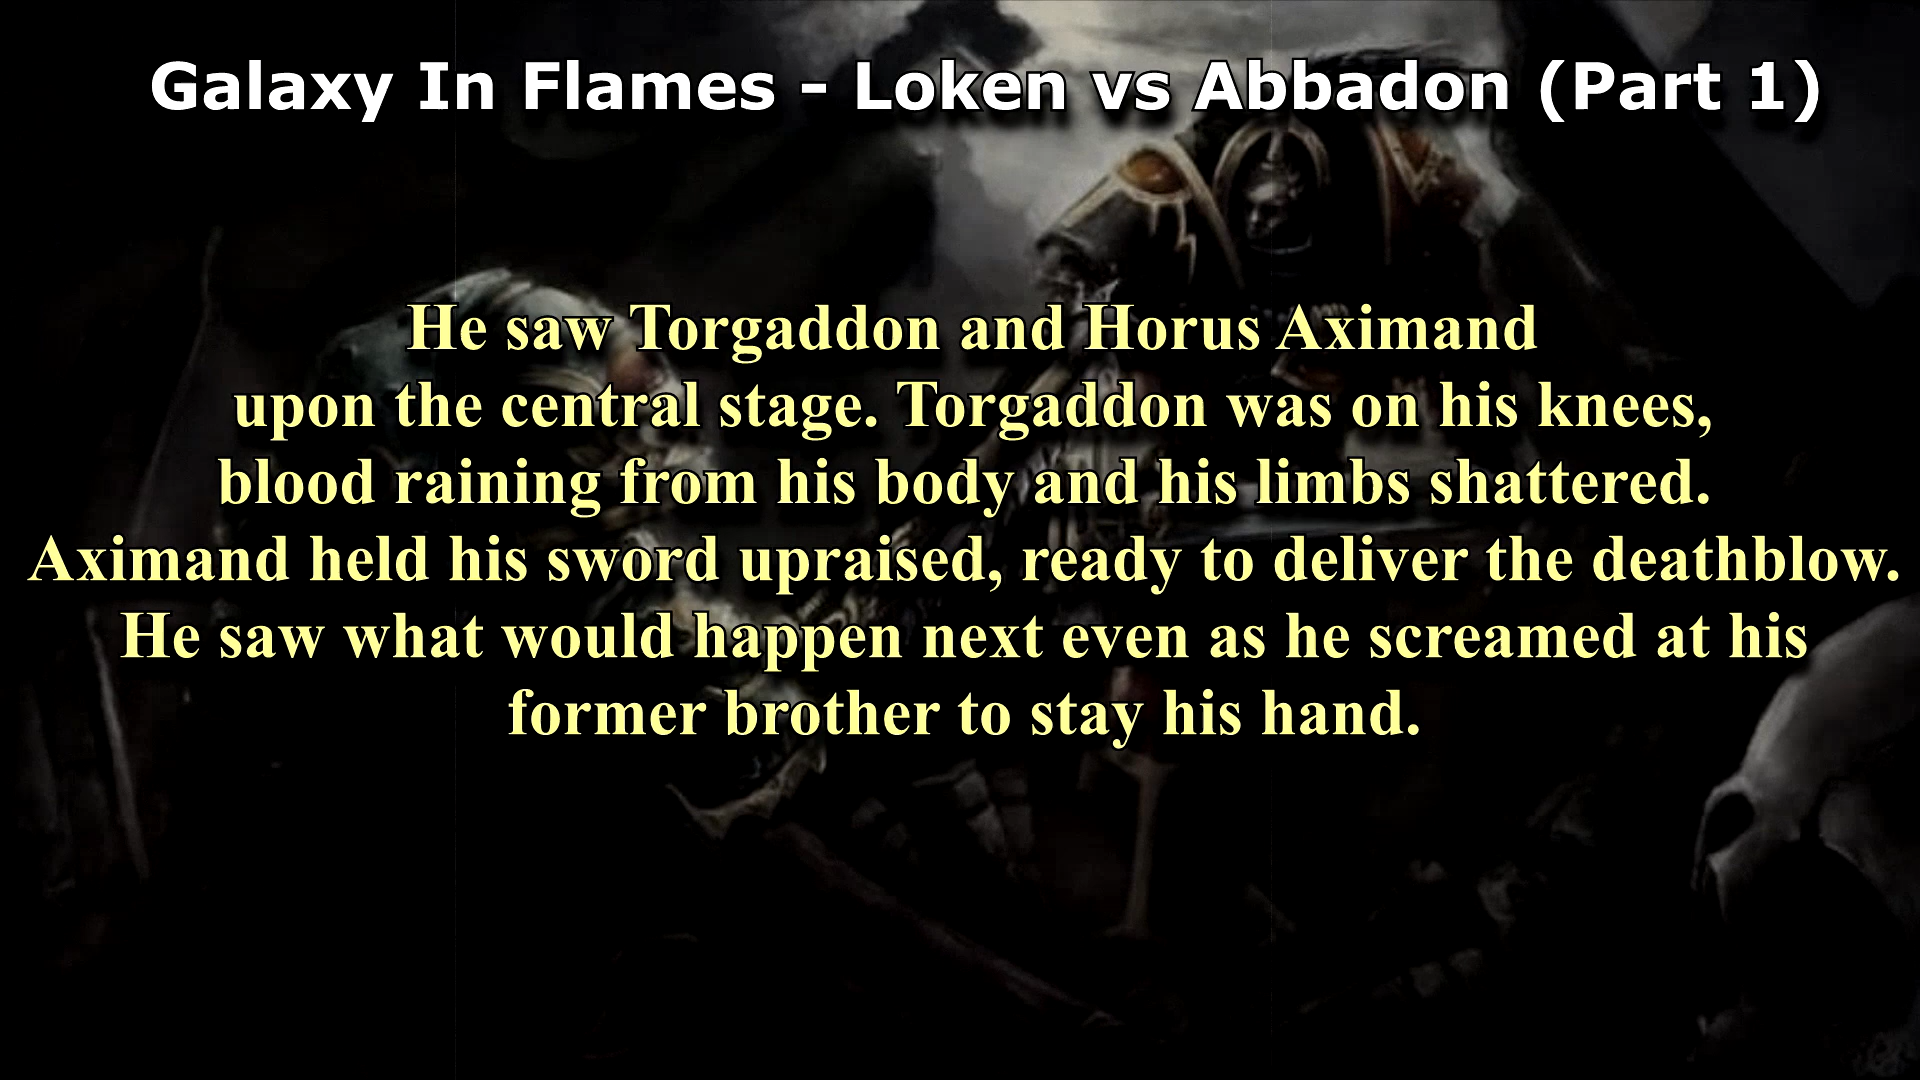 Galaxy In Flames - Loken vs Abbadon (Part 1)
He saw Torgaddon and Horus Aximand
upon the central stage. Torgaddon was on his knees,
blood raining from his body and his limbs shattered.
Aximand held his sword upraised, ready to deliver the deathblow.
He saw what would happen next even as he screamed at his
former brother to stay his hand.